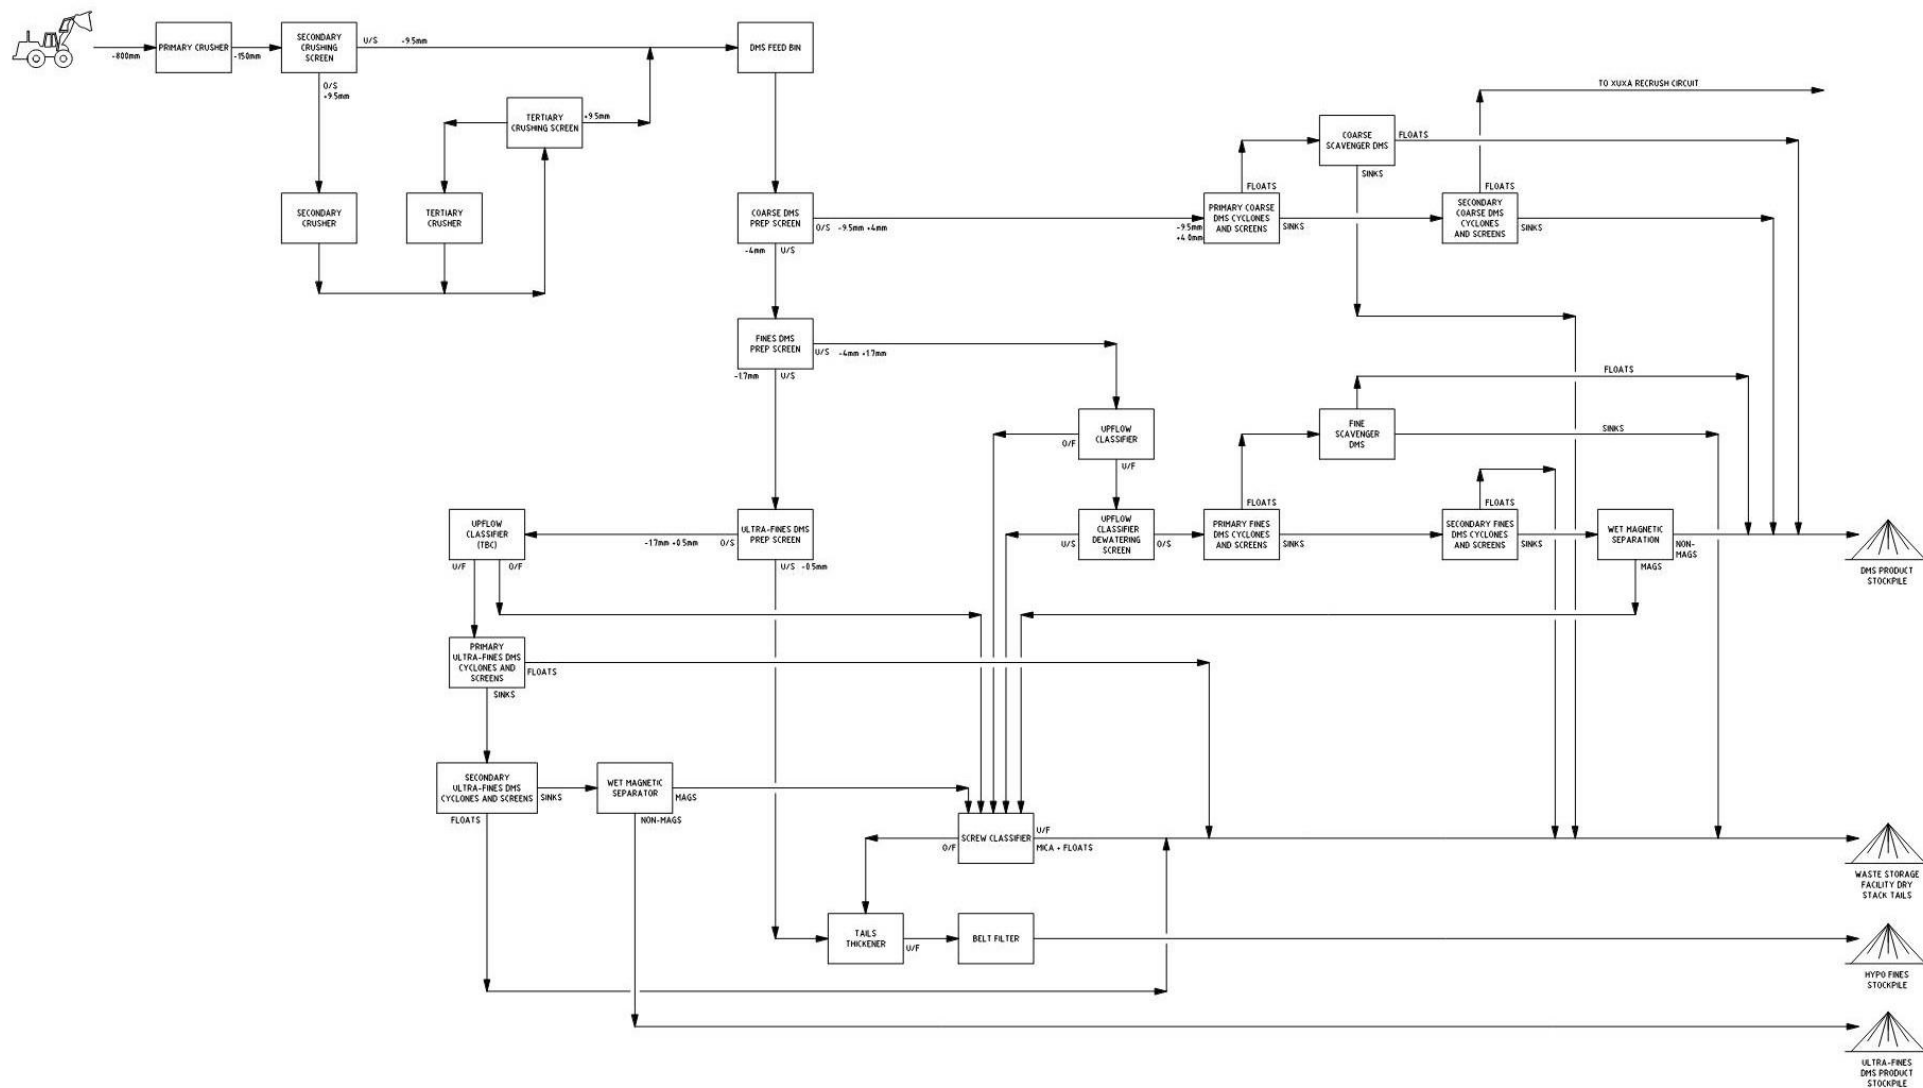 -800mm
PRIMARY CRUSHER
-150mm
SECONDARY
CRUSHING
SCREEN
U/S -9.5mm
O/S
+9.5mm
DMS FEED BIN
TERTIARY
CRUSHING SCREEN
+9.5mm
SECONDARY
CRUSHER
TERTIARY
CRUSHER
TO XUXA RECRUSH CIRCUIT
COARSE
SCAVENGER DMS
FLOATS
SINKS
COARSE DMS
PREP SCREEN
O/S -9.5mm +4mm
-4mm U/S
-9.5mm
+4.0mm
PRIMARY COARSE
DMS CYCLONES
AND SCREENS
FLOATS
SINKS
SECONDARY
COARSE DMS
CYCLONES
AND SCREENS
FLOATS
SINKS
FINES DMS
PREP SCREEN
U/S -4mm +1.7mm
-1.7mm U/S
UPFLOW
CLASSIFIER
O/F
U/F
FINE
SCAVENGER
DMS
FLOATS
SINKS
UPFLOW
CLASSIFIER
(TBC)
U/F O/F
-1.7mm +0.5mm O/S
ULTRA-FINES DMS
PREP SCREEN
U/S -0.5mm
UPFLOW
CLASSIFIER
DEWATERING
SCREEN
U/S
O/S
PRIMARY FINES
DMS CYCLONES
AND SCREENS
FLOATS
SINKS
SECONDARY FINES
DMS CYCLONES
AND SCREENS
FLOATS
SINKS
WET MAGNETIC
SEPARATION
NON-
MAGS
MAGS
DMS PRODUCT
STOCKPILE
PRIMARY
ULTRA-FINES DMS
CYCLONES AND
SCREENS
FLOATS
SINKS
SECONDARY
ULTRA-FINES DMS
CYCLONES AND SCREENS
SINKS
FLOATS
WET MAGNETIC
SEPARATOR
MAGS
NON-MAGS
SCREW CLASSIFIER
O/F
U/F
MICA + FLOATS
WASTE STORAGE
FACILITY DRY
STACK TAILS
TAILS
THICKENER
U/F
BELT FILTER
HYPO FINES
STOCKPILE
ULTRA-FINES
DMS PRODUCT
STOCKPILE